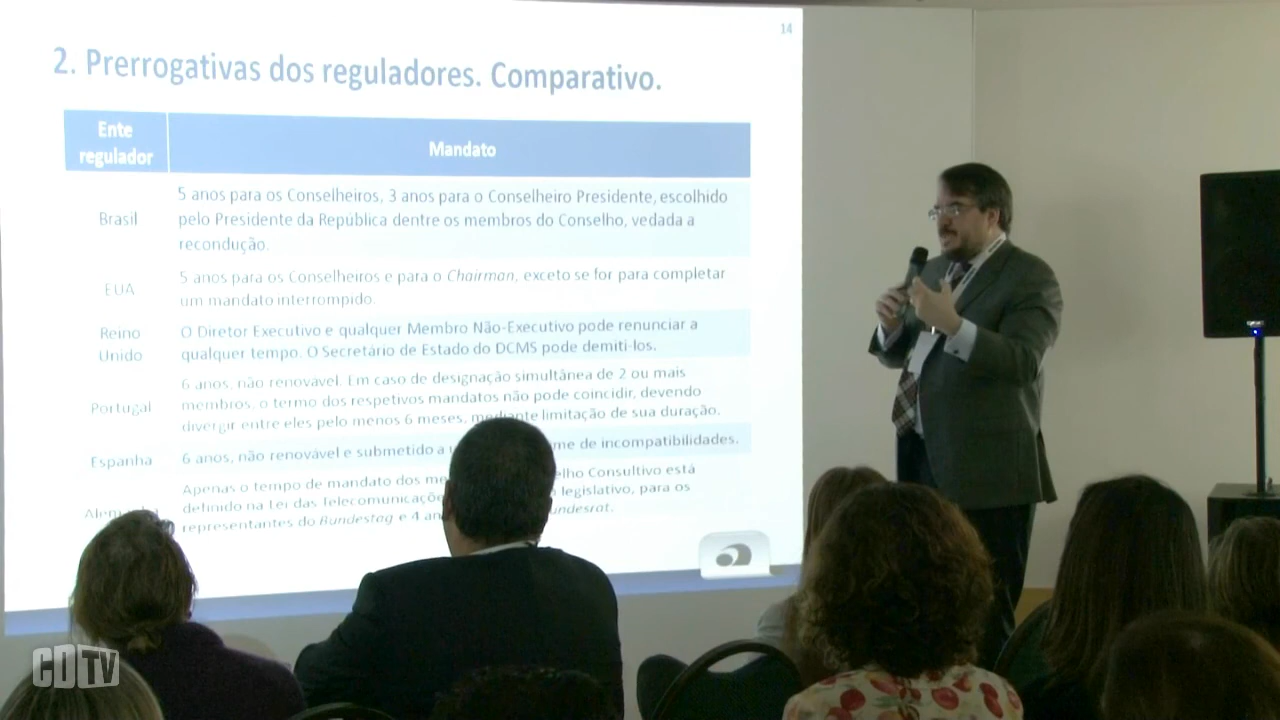 14
2. Prerrogativas dos reguladores. Comparativo.
Ente
regulador
Mandato
Brasil
5 anos para os Conselheiros, 3 anos para o Conselheiro Presidente, escolhido
pelo Presidente da República dentre os membros do Conselho, vedada a
recondução.
EUA
5 anos para os Conselheiros e para o Chairman, exceto se for para completar
um mandato interrompido.
Reino
Unido
O Diretor Executivo e qualquer Membro Não-Executivo pode renunciar a
qualquer tempo. O Secretário de Estado do DCMS pode demiti-los.
Portugal
6 anos, não renovável. Em caso de designação simultânea de 2 ou mais
membros, o termo dos respetivos mandatos não pode coincidir, devendo
divergir entre eles pelo menos 6 meses, mediante limitação de sua duração.
Espanha
6 anos, não renovável e submetido a de incompatibilidades.
Apenas o tempo de mandato dos Consultivo está
definido na Lei das legislativo, para os
representantes do Bundestag e 4
CDTV